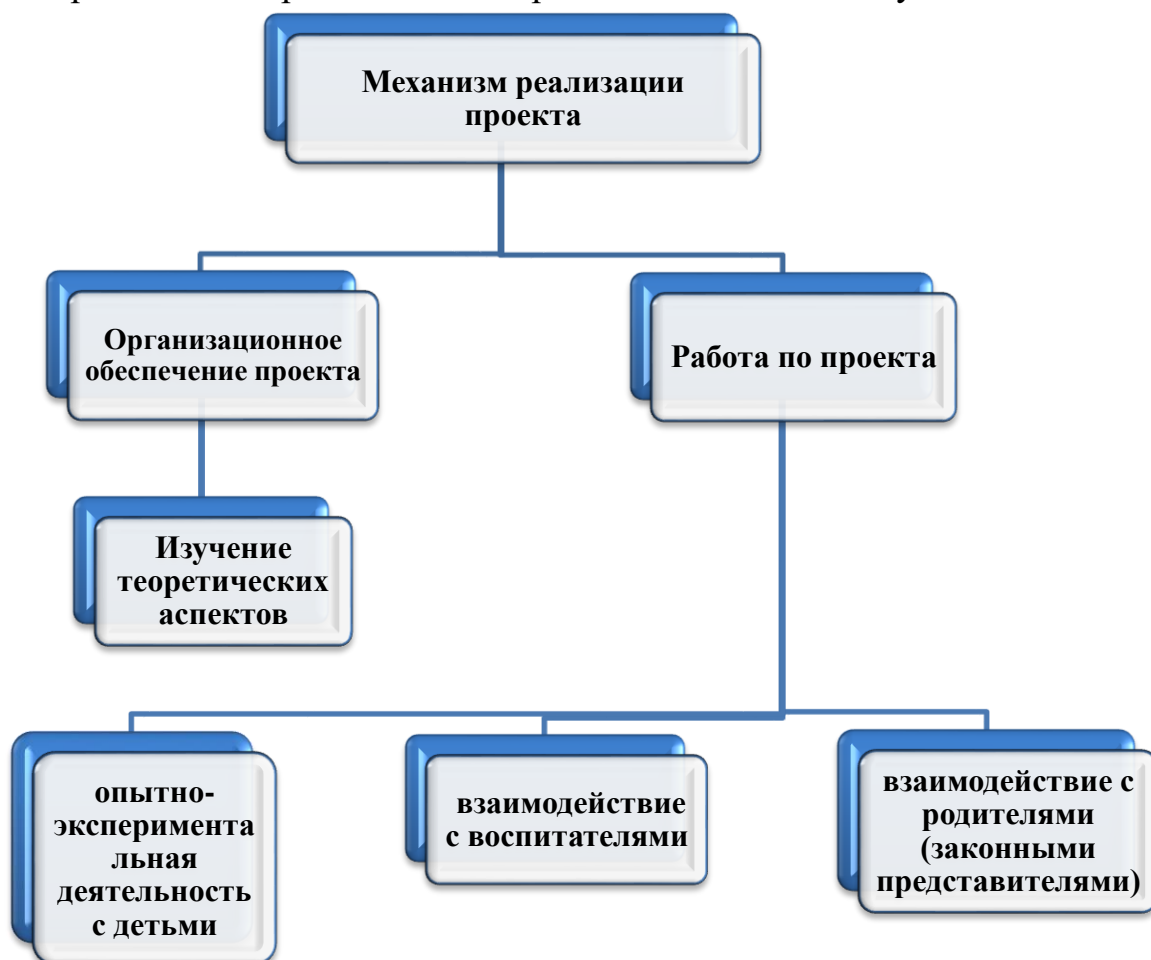 Механизм реализации
проекта
Организационное
обеспечение проекта
Работа по проекта
Изучение
теоретических
аспектов
опытно-
эксперимента
льная
деятельность
с детьми
взаимодействие
с воспитателями
взаимодействие с
родителями
(законными
представителями)